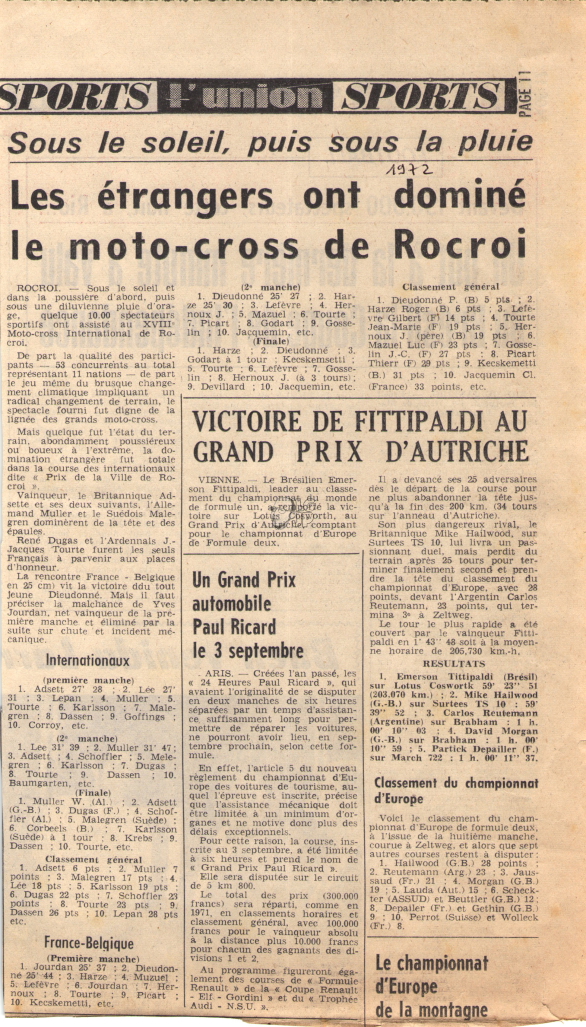 SPORTS l'union SPORTS
PAGE 11
Sous le soleil, puis sous la pluie
1972
Les étrangers ont dominé
le moto-cross de Rocroi
ROCROI. — Sous le soleil et
dans la poussière d'abord, puis
sous une diluvienne pluie d'ora-
ge, quelque 10.00 spectateurs
sportifs ont assisté au XVIIIe
Moto-cross International de Ro-
croi.
De part la qualité des partici-
pants — 53 concurrents au total
représentant 11 nations — de part
le jeu même du brusque change-
ment climatique impliquant un
radical changement de terrain, le
spectacle fourni fut digne de la
lignée des grands moto-cross.
Mais quelque fut l'état du ter-
rain, abondamment poussiéreux
ou boueux à l'extrême, la do-
mination étrangère fut totale
dans la course des internationaux
dite « Prix de la Ville de Ro-
croi ».
Vainqueur, le Britannique Ad-
sette et ses deux suivants, l'Alle-
mand Muller et le Suédois Male-
gren dominèrent de la tête et des
épaules.
René Dugas et l'Ardennais J.-
Jacques Tourte furent les seuls
Français à parvenir aux places
d'honneur.
La rencontre France - Belgique
en 25 cm) vit la victoire ddu tout
jeune Dieudonné. Mais il faut
préciser la malchance de Yves
Jourdan, net vainqueur de la pre-
mière manche et éliminé par la
suite sur chute et incident mé-
canique.
Internationaux
(première manche)
1. Adsett 27' 28 ; 2. Lee 27'
31 ; 3. Lepan ; 4. Muller ; 5.
Tourte ; 6. Karlsson ; 7. Male-
gren ; 8. Dassen ; 9. Goffings ;
10. Corroy, etc.
(2e manche)
1. Lee 31' 39 ; 2. Muller 31' 47 ;
3. Adsett ; 4. Schoffler ; 5. Male-
gren ; 6. Karlsson ; 7. Dugas ;
8. Tourte ; 9. Dassen ; 10.
Baumgarten, etc.
(Finale)
1. Muller W. (Al.) ; 2. Adsett
(G.-B.) ; 3. Dugas (F.) ; 4. Schof-
fler (Al.) ; 5. Malegren (Suède) ;
6. Corbeels (B.) ; 7. Karlsson
(Suède) à 1 tour ; 8. Krebs ; 9.
Dassen ; 10. Tourte, etc.
Classement général
1. Adsett 6 pts ; 2. Muller 7
points ; 3. Malegren 17 pts ; 4.
Lée 18 pts ; 5. Karlsson 19 pts ;
6. Dugas 22 pts ; 7. Schoffler 23
points ; 8. Tourte 23 pts ; 9.
Dassen 26 pts ; 10. Lepan 28 pts
etc.
France-Belgique
(Première manche)
1. Jourdan 25' 37 ; 2. Dieudon-
né 25' 44 ; 3. Harze ; 4. Muzuel ;
5. Lefèvre ; 6. Jourdan ; 7. Her-
noux ; 8. Tourte ; 9. Picart ;
10. Kecskemetti, etc.
(2e manche)
1. Dieudonné 25' 27 ; 2. Har-
ze 25' 30 ; 3. Lefèvre ; 4. Her-
noux J. ; 5. Mazuel ; 6. Tourte ;
7. Picart ; 8. Godart ; 9. Gosse-
lin ; 10. Jacquemin, etc.
(Finale)
1. Harze ; 2. Dieudonné ; 3.
Godart à 1 tour ; Kecskemsetti ;
5. Tourte ; 6. Lefèvre ; 7. Gosse-
lin ; 8. Hernoux J. (à 3 tours) ;
9. Devillard ; 10. Jacquemin, etc.
Classement général
1. Dieudonné P. (B) 5 pts ; 2.
Harze Roger (B) 6 pts ; 3. Lefe-
vre Gilbert (F) 14 pts ; 4. Tourte
Jean-Marie (F) 19 pts ; 5. Her-
noux J. (père) (B) 19 pts ; 6.
Mazuel Luc (F) 23 pts ; 7. Gosse-
lin J.-C. (F) 27 pts ; 8. Picart
Thierr (F) 29 pts ; 9. Kecskemetti
(B.) 31 pts ; 10. Jacquemin Cl.
(France) 33 points, etc.
VICTOIRE DE FITTIPALDI AU
GRAND PRIX D'AUTRICHE
VIENNE. — Le Brésilien Emer-
son Fittipaldi, leader au classe-
ment du championnat du monde
de formule un, a remporté la vic-
toire sur Lotus Cosworth, au
Grand Prix d'Autriche, comptant
pour le championnat d'Europe
de Formule deux.
Il a devancé ses 25 adversaires
dès le départ de la course pour
ne plus abandonner la tête jus-
qu'à la fin des 200 km. (34 tours
sur l'anneau d'Autriche).
Son plus dangereux rival, le
Britannique Mike Hailwood, sur
Surtees TS 10, lui livra un pas-
sionnant duel, mais perdit du
terrain après 25 tours pour ter-
miner finalement second et pren-
dre la tête du classement du
championnat d'Europe, avec 28
points, devant l'Argentin Carlos
Reutemann, 23 points, qui ter-
mina 3e à Zeltweg.
Le tour le plus rapide a été
couvert par le vainqueur Fitti-
paldi en 1' 43" 48 soit à la moyen-
ne horaire de 205,730 km.-h.
RESULTATS
1. Emerson Tittipaldi (Brésil)
sur Lotus Coswerth 59' 23" 51
(203.070 km.) ; 2. Mike Hailwood
(G.-B.) sur Surtees TS 10 : 59'
39" 52 ; 3. Carlos Reutemann
(Argentine) sur Brabham : 1 h.
00' 10" 03 ; 4. David Morgan
(G.-B.) sur Brabham : 1 h. 00'
10" 59 ; 5. Partick Depailler (F.)
sur March 722 ; 1 h. 00' 11" 37.
Classement du championnat
d'Europe
Voici le classement du cham-
pionnat d'Europe de formule deux,
à l'issue de la huitième manche,
courue à Zeltweg, et alors que sept
autres courses restent à disputer :
1. Hailwood (G.B.) 28 points ;
2. Reutemann (Arg.) 23 ; 3. Jaus-
saud (Fr.) 21 ; 4. Morgan (G.B.)
19 ; 5. Lauda (Aut.) 15 ; 6. Scheck-
ter (ASSUD) et Beuttler (G.B.) 12 ;
8. Depailer (Fr.) et Gethin (G.B.)
9 ; 10. Perrot (Suisse) et Wolleck
(Fr.) 8.
Le championnat
d'Europe
de la montagne
Un Grand Prix
automobile
Paul Ricard
le 3 septembre
. ARIS. — Créées l'an passé, les
« 24 Heures Paul Ricard », qui
avaient l'originalité de se disputer
en deux manches de six heures
séparées par un temps d'assistan-
ce, suffisamment long pour per-
mettre de réparer les voitures,
ne pourront avoir lieu, en sep-
tembre prochain, selon cette for-
mule.
En effet, l'article 5 du nouveau
règlement du championnat d'Eu-
rope des voitures de tourisme, au-
quel l'épreuve est inscrite, précise
que l'assistance mécanique doit
être limitée à un minimum d'or-
ganes et ne motive donc plus des
délais exceptionnels.
Pour cette raison, la course, ins-
crite au 3 septembre, a été limitée
à six heures et prend le nom de
« Grand Prix Paul Ricard ».
Elle sera disputée sur le circuit
de 5 km 800.
Le total des prix (300.000
francs) sera réparti, comme en
1971, en classements horaires et
classement général, avec 100.000
francs pour le vainqueur absolu
à la distance plus 10.000 francs
pour chacun des gagnants des di-
visions 1 et 2.
Au programme figureront éga-
lement des courses de « Formule
Renault » de la « Coupe Renault
- Elf - Gordini » et du « Trophée
Audi - N.S.U. ».